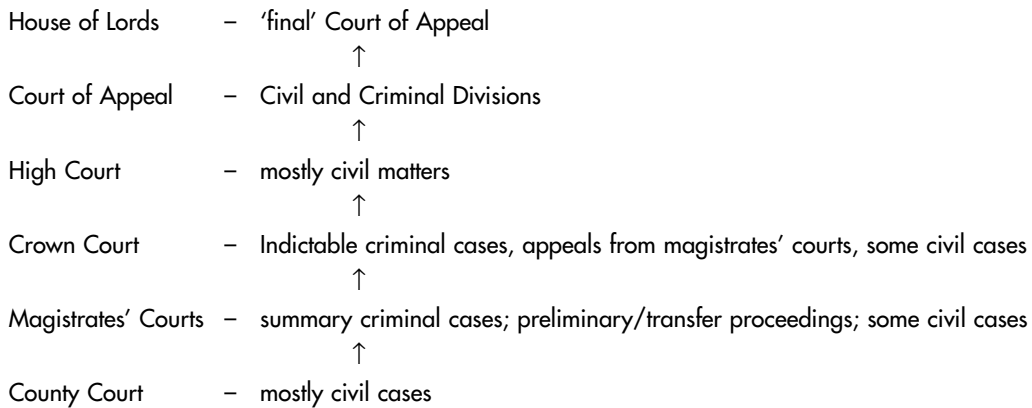 House of Lords – ‘final’ Court of Appeal
↑
Court of Appeal – Civil and Criminal Divisions
↑
High Court – mostly civil matters
↑
Crown Court – Indictable criminal cases, appeals from magistrates’ courts, some civil cases
↑
Magistrates’ Courts – summary criminal cases; preliminary/transfer proceedings; some civil cases
↑
County Court – mostly civil cases